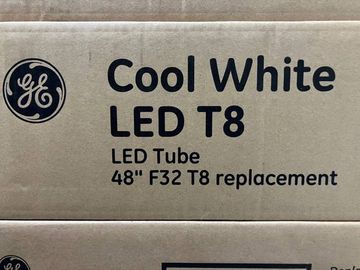 GE
Cool White
LED T8
LED Tube
48" F32 T8 replacement